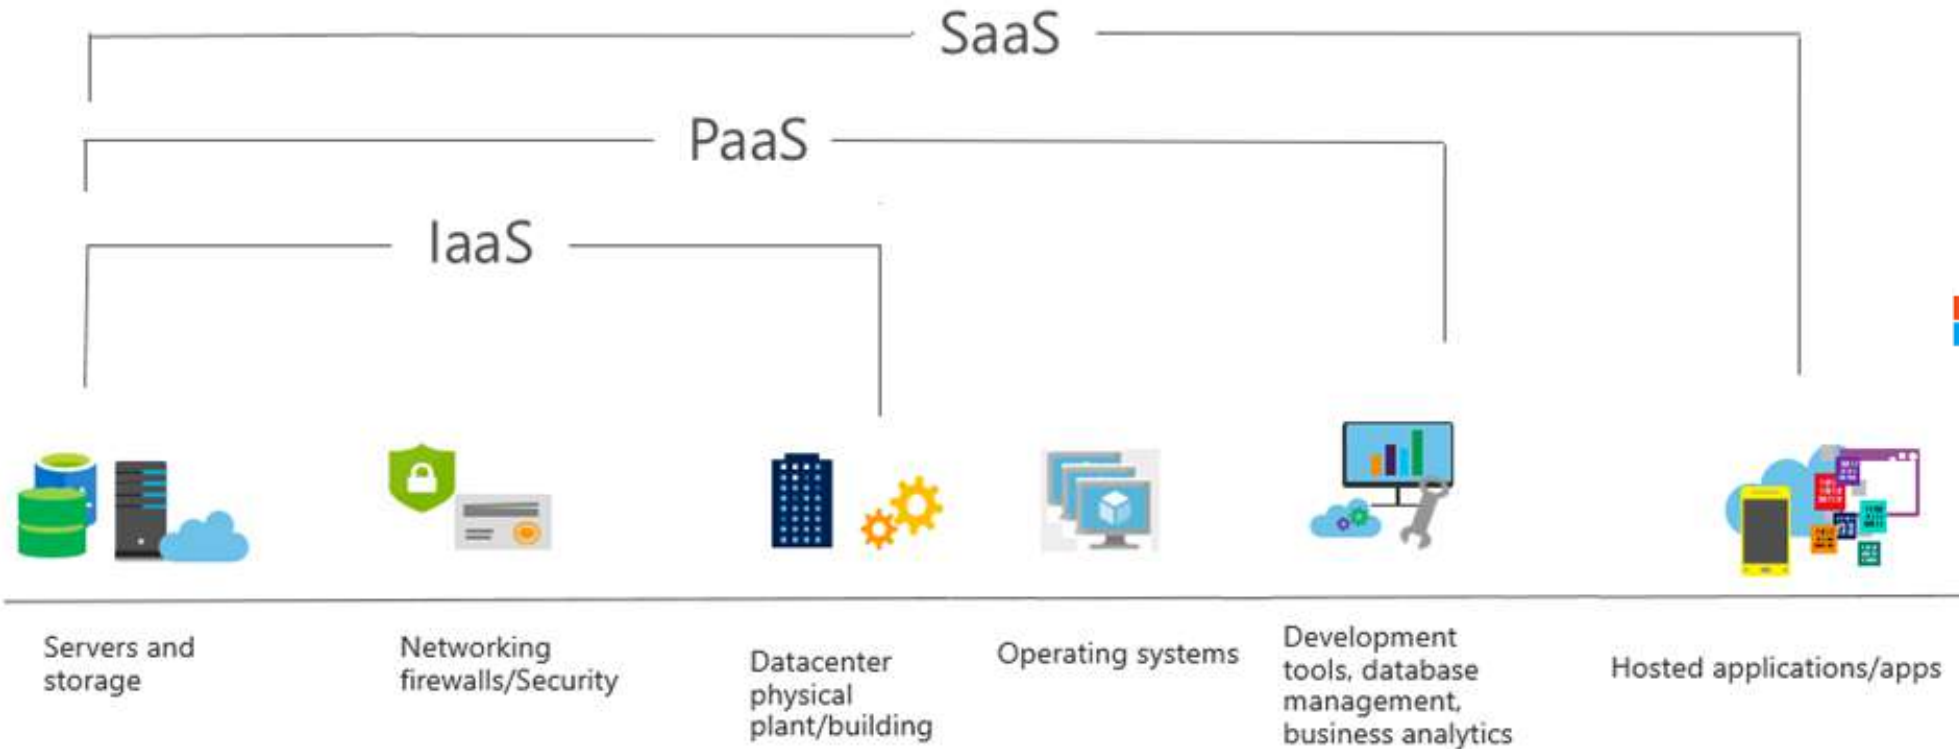 SaaS
PaaS
IaaS
Servers and
storage
Networking
firewalls/Security
Datacenter
physical
plant/building
Operating systems
Development
tools, database
management,
business analytics
Hosted applications/apps